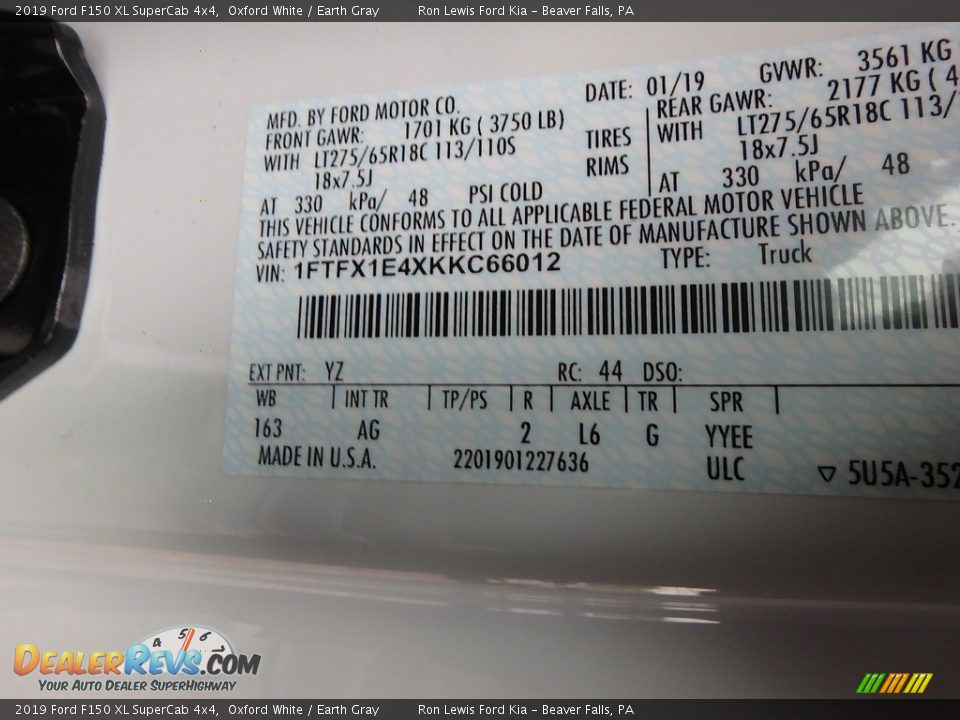 2019 Ford F150 XL SuperCab 4x4, Oxford White / Earth Gray Ron Lewis Ford Kia – Beaver Falls, PA
MFD. BY FORD MOTOR CO. DATE: 01/19 GVWR: 3561 KG
FRONT GAWR: 1701 KG ( 3750 LB) REAR GAWR: 2177 KG ( 4
WITH LT275/65R18C 113/110S TIRES WITH LT275/65R18C 113/
18x7.5J RIMS 18x7.5J
AT 330 kPa/ 48 PSI COLD AT 330 kPa/ 48
THIS VEHICLE CONFORMS TO ALL APPLICABLE FEDERAL MOTOR VEHICLE
SAFETY STANDARDS IN EFFECT ON THE DATE OF MANUFACTURE SHOWN ABOVE.
VIN: 1FTFX1E4XKKC66012 TYPE: Truck
EXT PNT: YZ RC: 44 DSO:
WB INT TR TP/PS R AXLE TR SPR
163 AG 2 L6 G YYEE
MADE IN U.S.A. 2201901227636 ULC ▽ 5U5A-352
4 5 6
DEALERREVS.COM
YOUR AUTO DEALER SUPERHIGHWAY
2019 Ford F150 XL SuperCab 4x4, Oxford White / Earth Gray Ron Lewis Ford Kia – Beaver Falls, PA